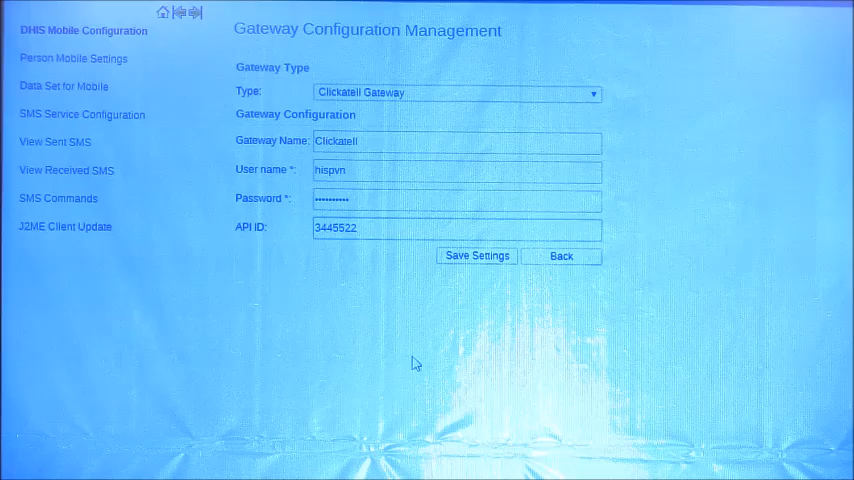 DHIS Mobile Configuration
Person Mobile Settings
Data Set for Mobile
SMS Service Configuration
View Sent SMS
View Received SMS
SMS Commands
J2ME Client Update
Gateway Configuration Management
Gateway Type
Type: Clickatell Gateway
Gateway Configuration
Gateway Name: Clickatell
User name *: hispvn
Password *: ••••••••••
API ID: 3445522
Save Settings Back